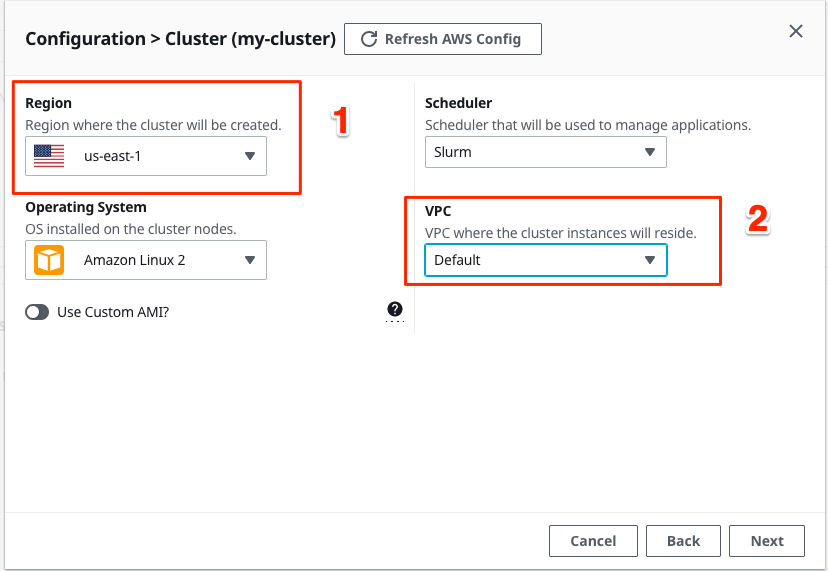 Configuration > Cluster (my-cluster)
Refresh AWS Config
Region
Region where the cluster will be created.
us-east-1
1
Scheduler
Scheduler that will be used to manage applications.
Slurm
Operating System
OS installed on the cluster nodes.
Amazon Linux 2
VPC
VPC where the cluster instances will reside.
Default
2
Use Custom AMI?
?
Cancel
Back
Next